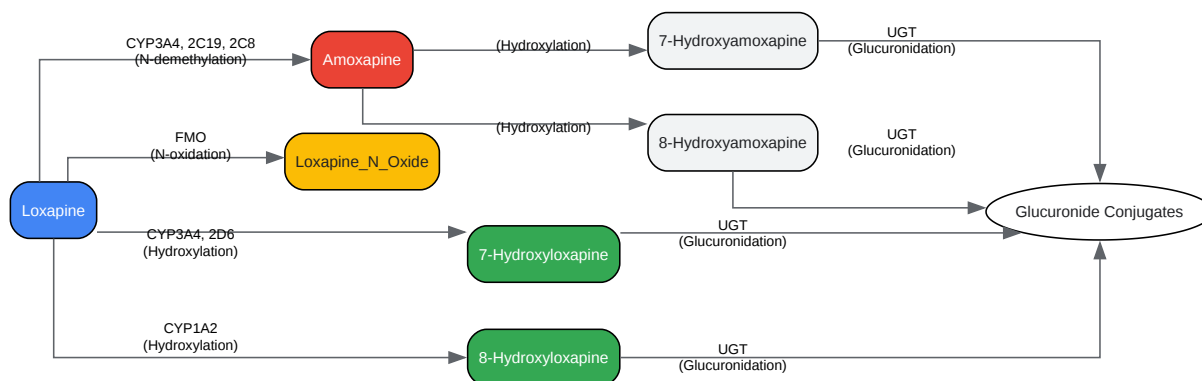 CYP3A4, 2C19, 2C8
(N-demethylation)
Amoxapine
(Hydroxylation)
7-Hydroxyamoxapine
UGT
(Glucuronidation)
(Hydroxylation)
8-Hydroxyamoxapine
UGT
(Glucuronidation)
FMO
(N-oxidation)
Loxapine_N_Oxide
Loxapine
Glucuronide Conjugates
CYP3A4, 2D6
(Hydroxylation)
7-Hydroxyloxapine
UGT
(Glucuronidation)
CYP1A2
(Hydroxylation)
8-Hydroxyloxapine
UGT
(Glucuronidation)